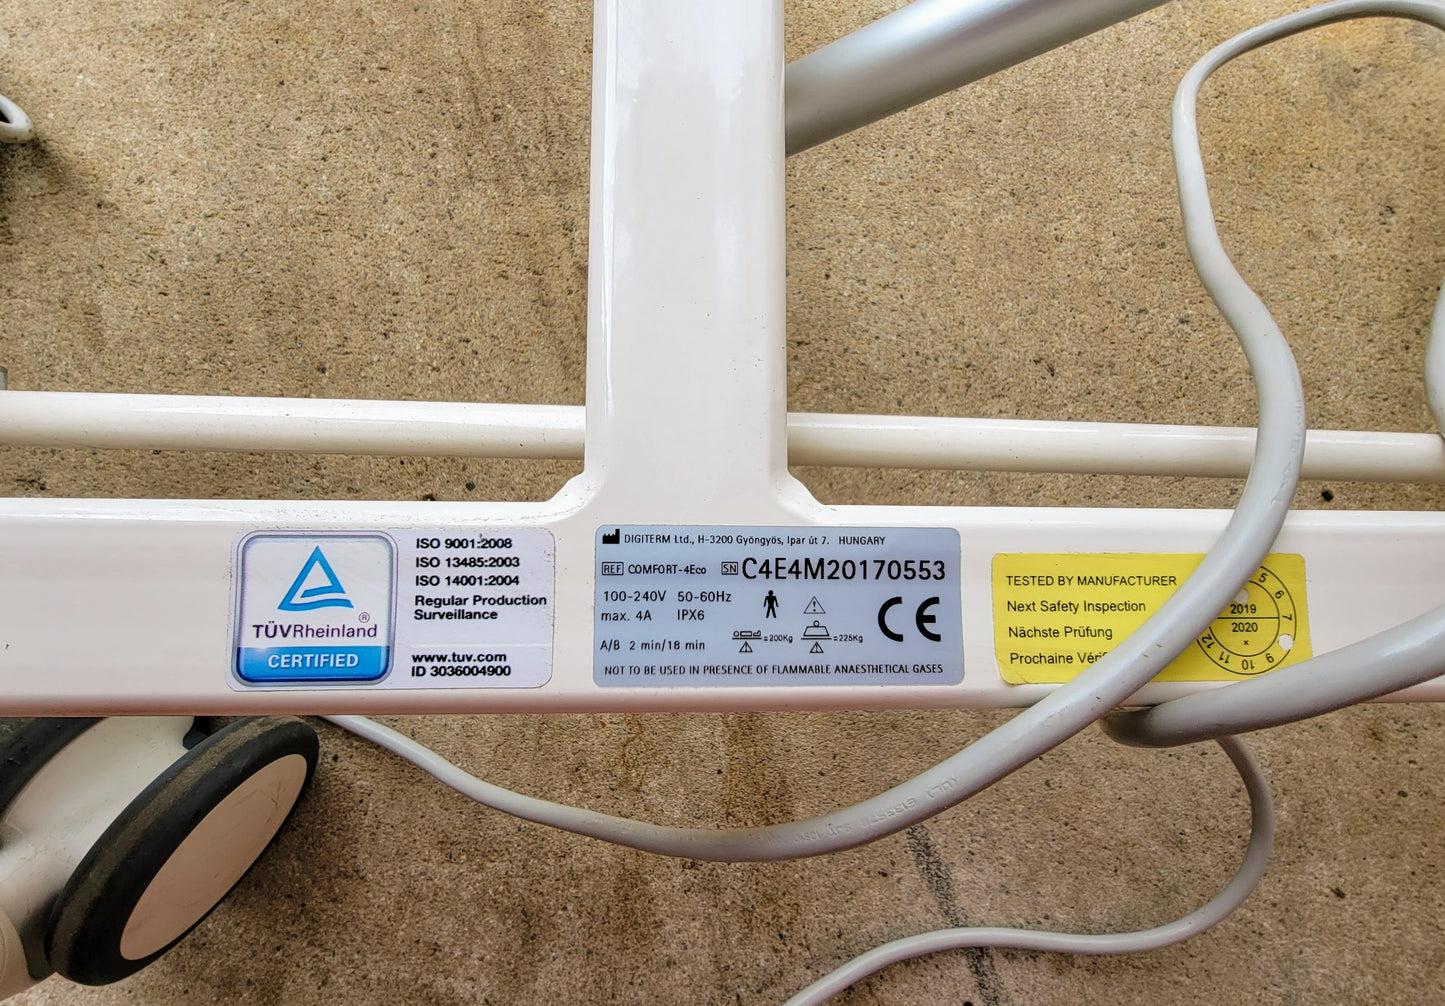 TÜVRheinland®
CERTIFIED
ISO 9001:2008
ISO 13485:2003
ISO 14001:2004
Regular Production
Surveillance
www.tuv.com
ID 3036004900
DIGITERM Ltd., H-3200 Gyöngyös, Ipar út 7. HUNGARY
REF COMFORT-4Eco SN C4E4M20170553
100-240V 50-60Hz
max. 4A IPX6
A/B 2 min/18 min
=200Kg =225Kg
CE
NOT TO BE USED IN PRESENCE OF FLAMMABLE ANAESTHETICAL GASES
TESTED BY MANUFACTURER
Next Safety Inspection
Nächste Prüfung
Prochaine
5 6 7 9 10 11 12
2019
2020
x